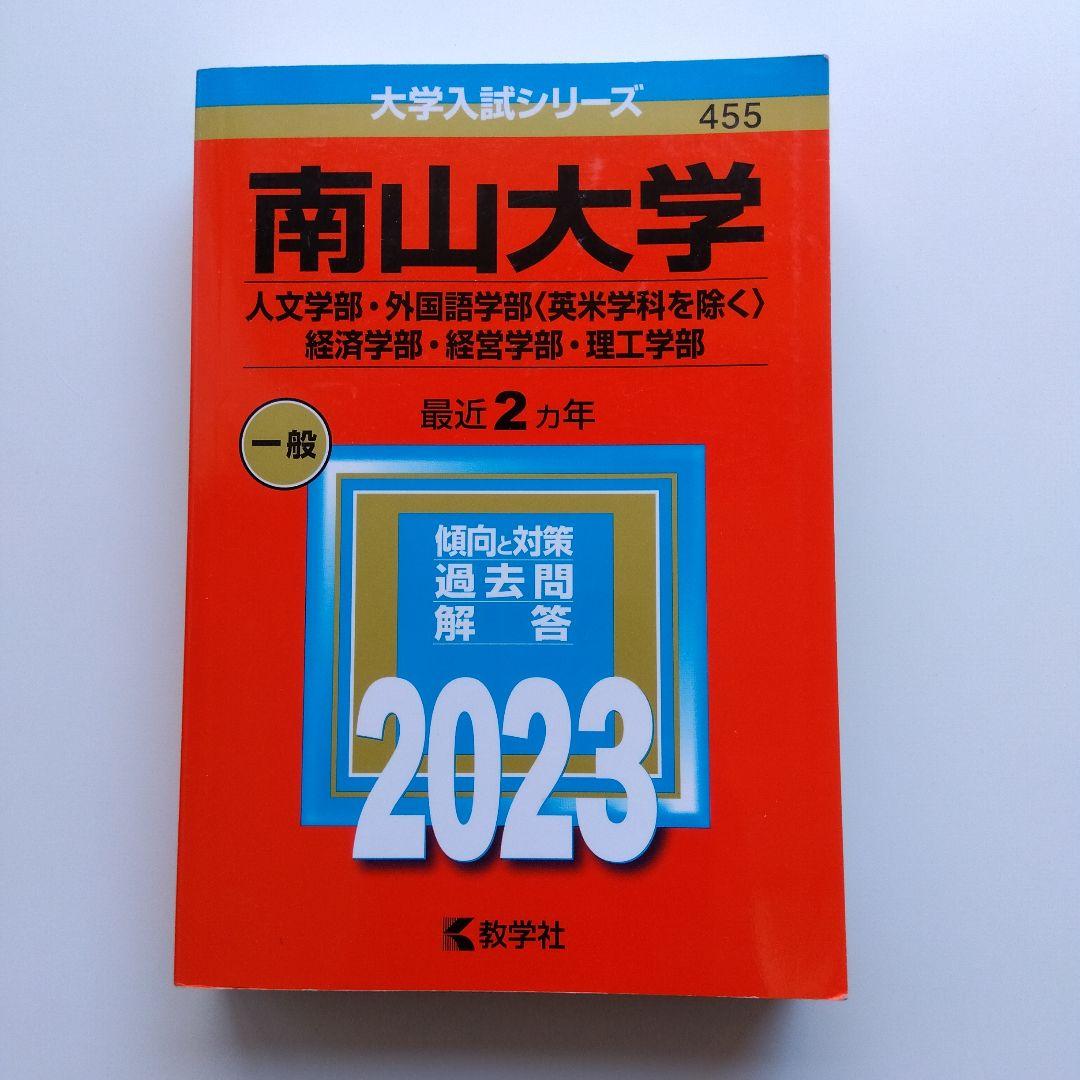 大学入試シリーズ
455
南山大学
人文学部・外国語学部〈英米学科を除く〉
経済学部・経営学部・理工学部
最近2ヵ年
一般
傾向と対策
過去問
解答
2023
教学社